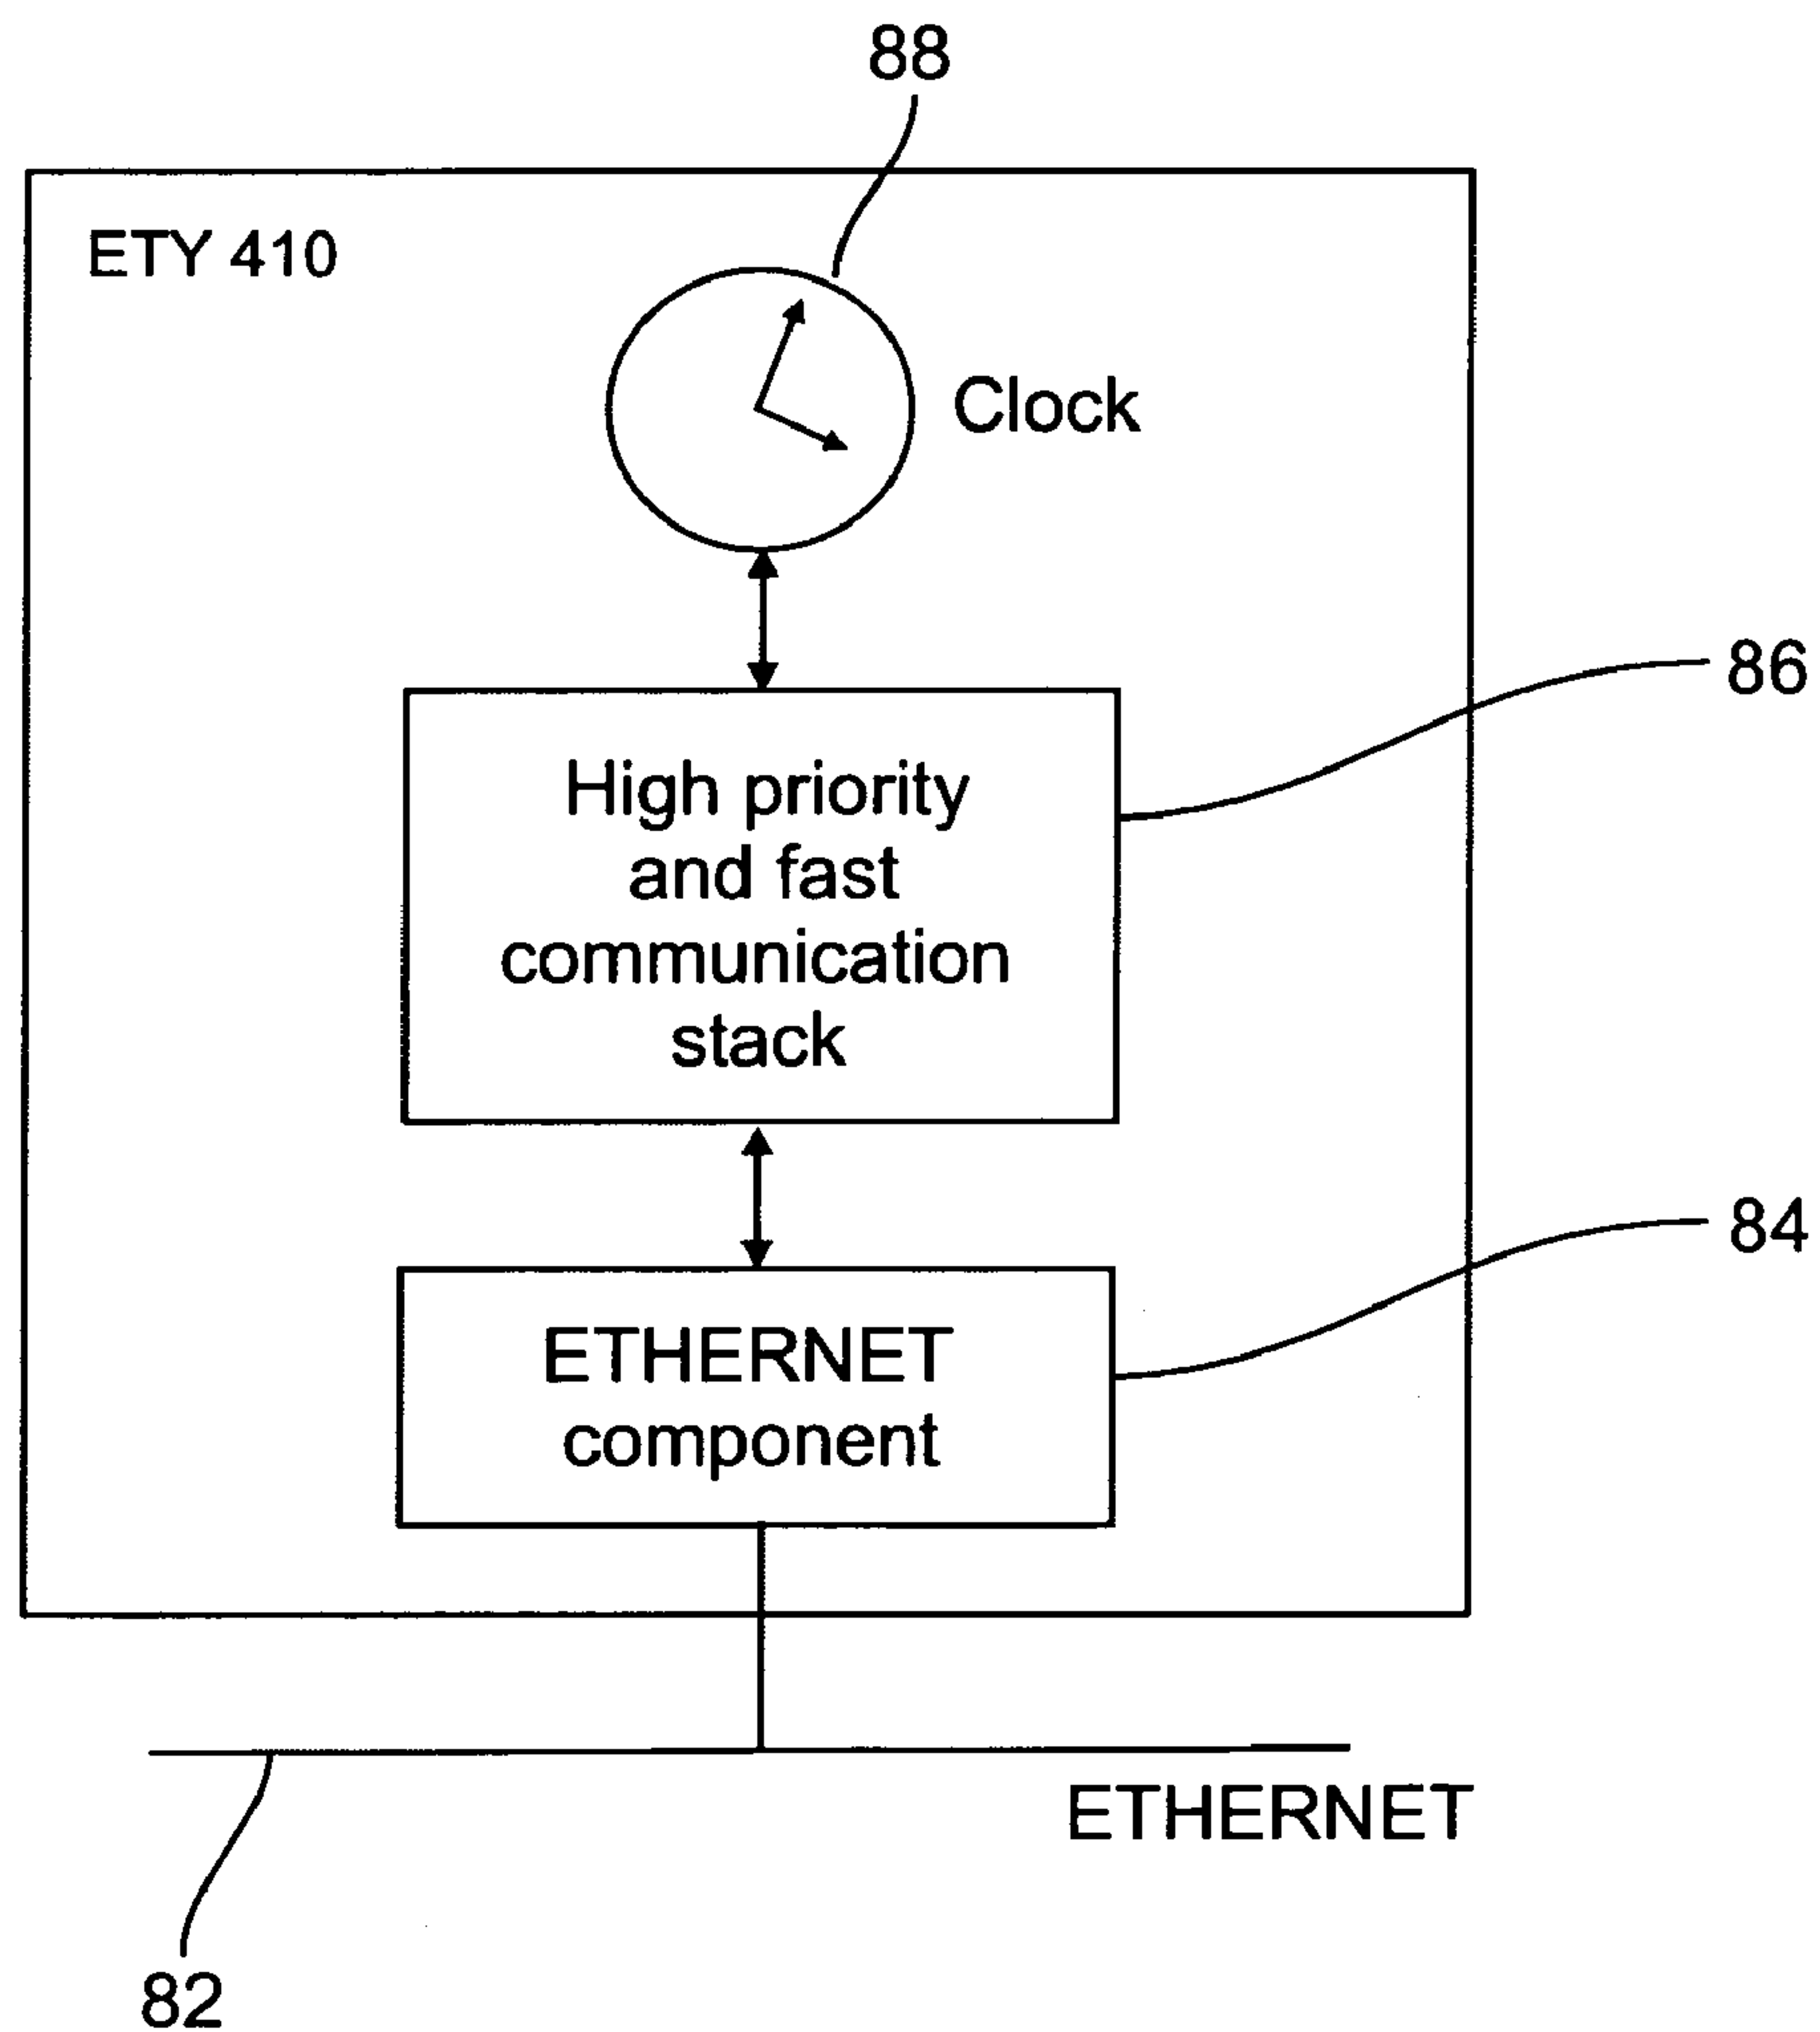 88
ETY 410
Clock
86
High priority
and fast
communication
stack
84
ETHERNET
component
ETHERNET
82